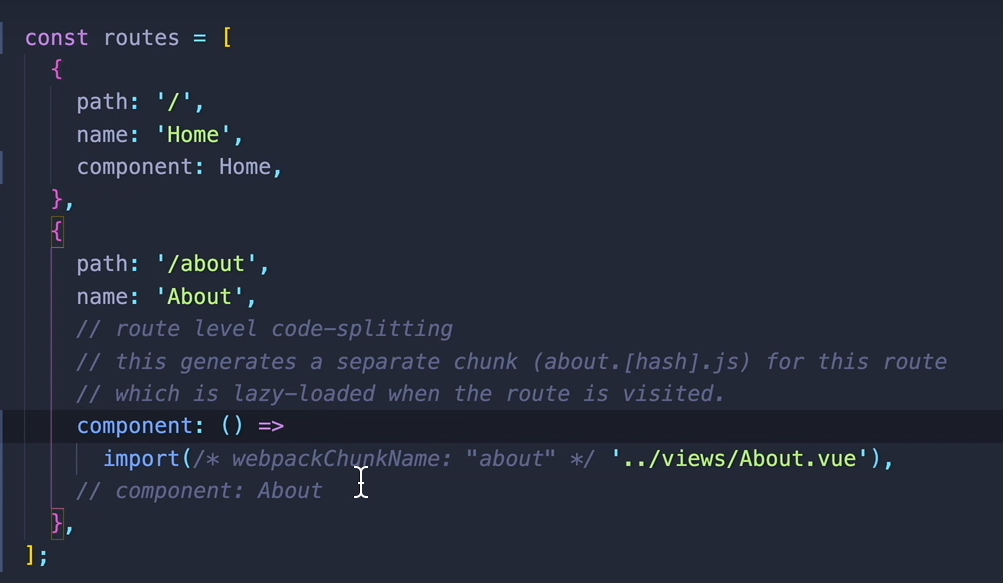 const routes = [
  {
    path: '/',
    name: 'Home',
    component: Home,
  },
  {
    path: '/about',
    name: 'About',
    // route level code-splitting
    // this generates a separate chunk (about.[hash].js) for this route
    // which is lazy-loaded when the route is visited.
    component: () =>
      import(/* webpackChunkName: "about" */ '../views/About.vue'),
    // component: About
  },
];